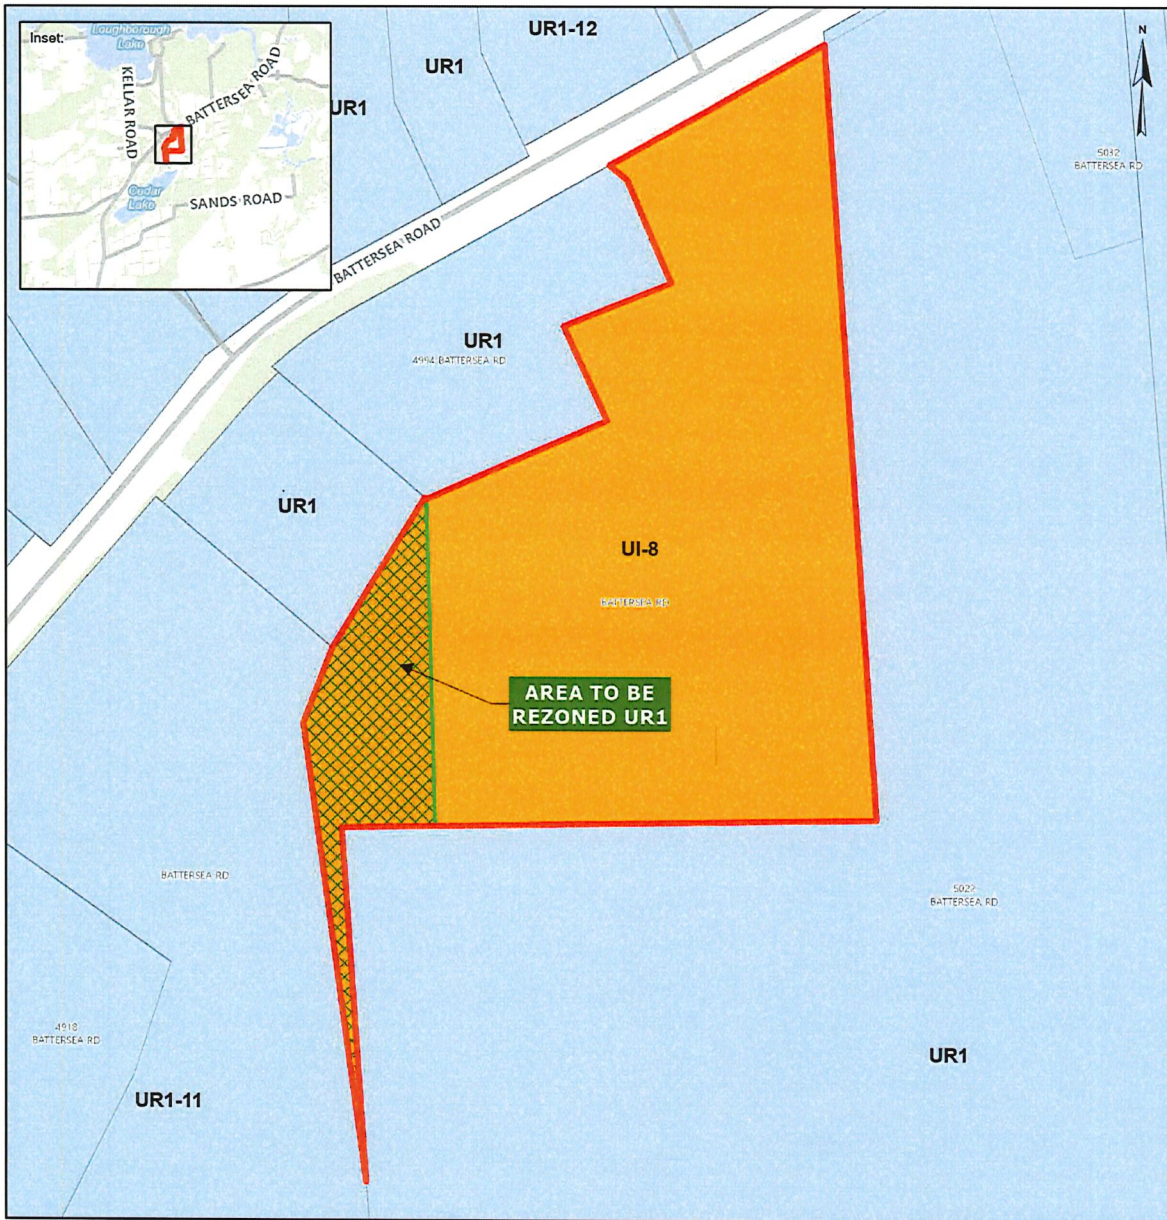 Inset:
Loughborough
Lake
KELLAR ROAD
BATTERSEA ROAD
Cedar
Lake
SANDS ROAD
UR1-12
UR1
UR1
N
5032
BATTERSEA RD
BATTERSEA ROAD
UR1
4994 BATTERSEA RD
UR1
UI-8
BATTERSEA RD
AREA TO BE
REZONED UR1
BATTERSEA RD
5022
BATTERSEA RD
4918
BATTERSEA RD
UR1
UR1-11